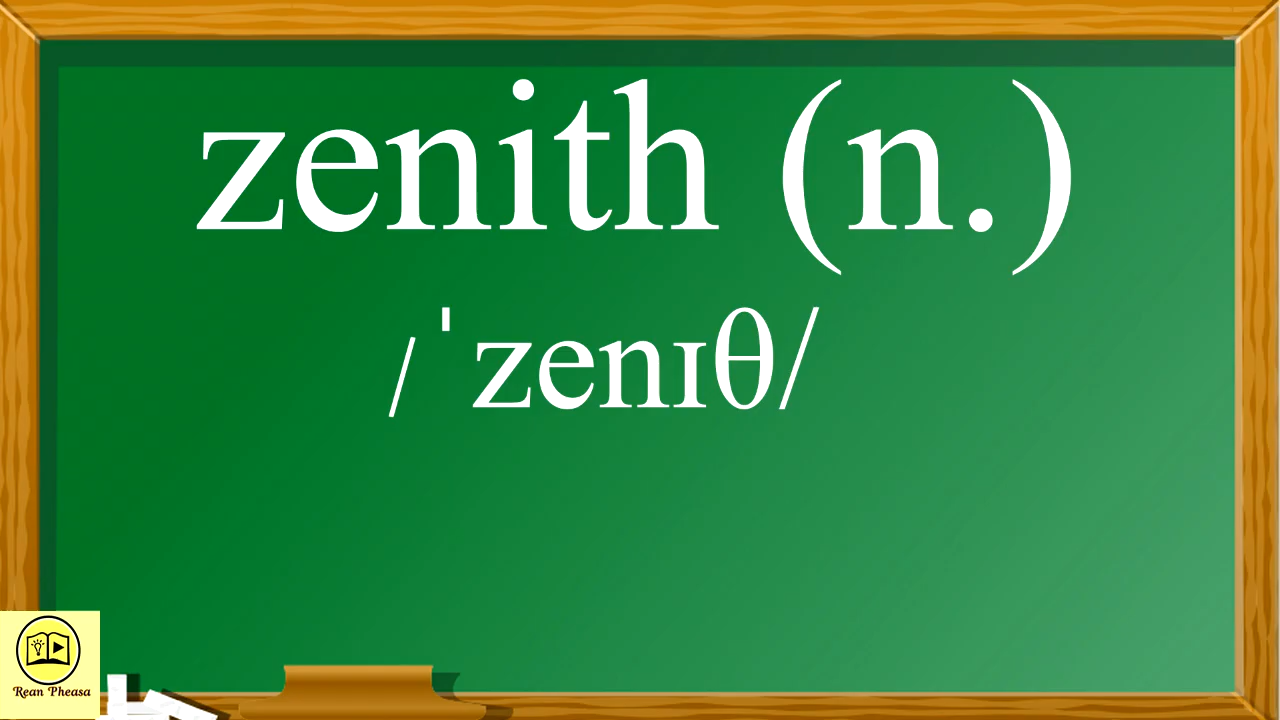 zenith (n.)
/ˈzenɪθ/
Rean Pheasa